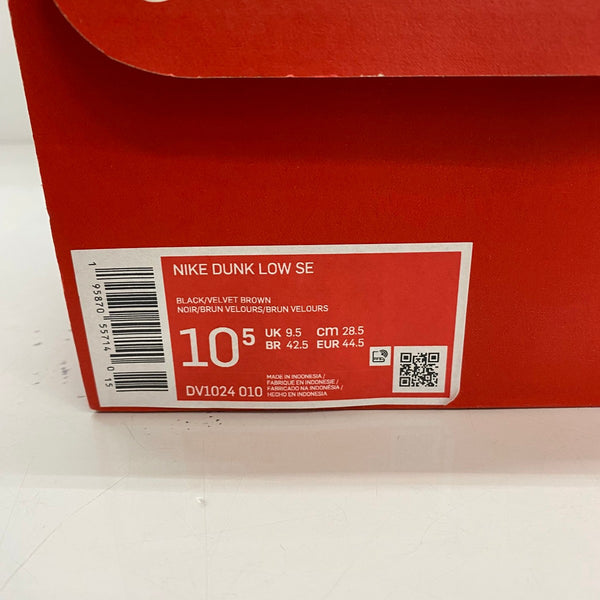 NIKE DUNK LOW SE
BLACK/VELVET BROWN
NOIR/BRUN VELOURS/BRUN VELOURS
10⁵ UK 9.5 cm 28.5
BR 42.5 EUR 44.5
DV1024 010
MADE IN INDONESIA /
FABRIQUE EN INDONESIE /
FABRICADO NA INDONÉSIA /
HECHO EN INDONESIA
1 95870 55714 0 15